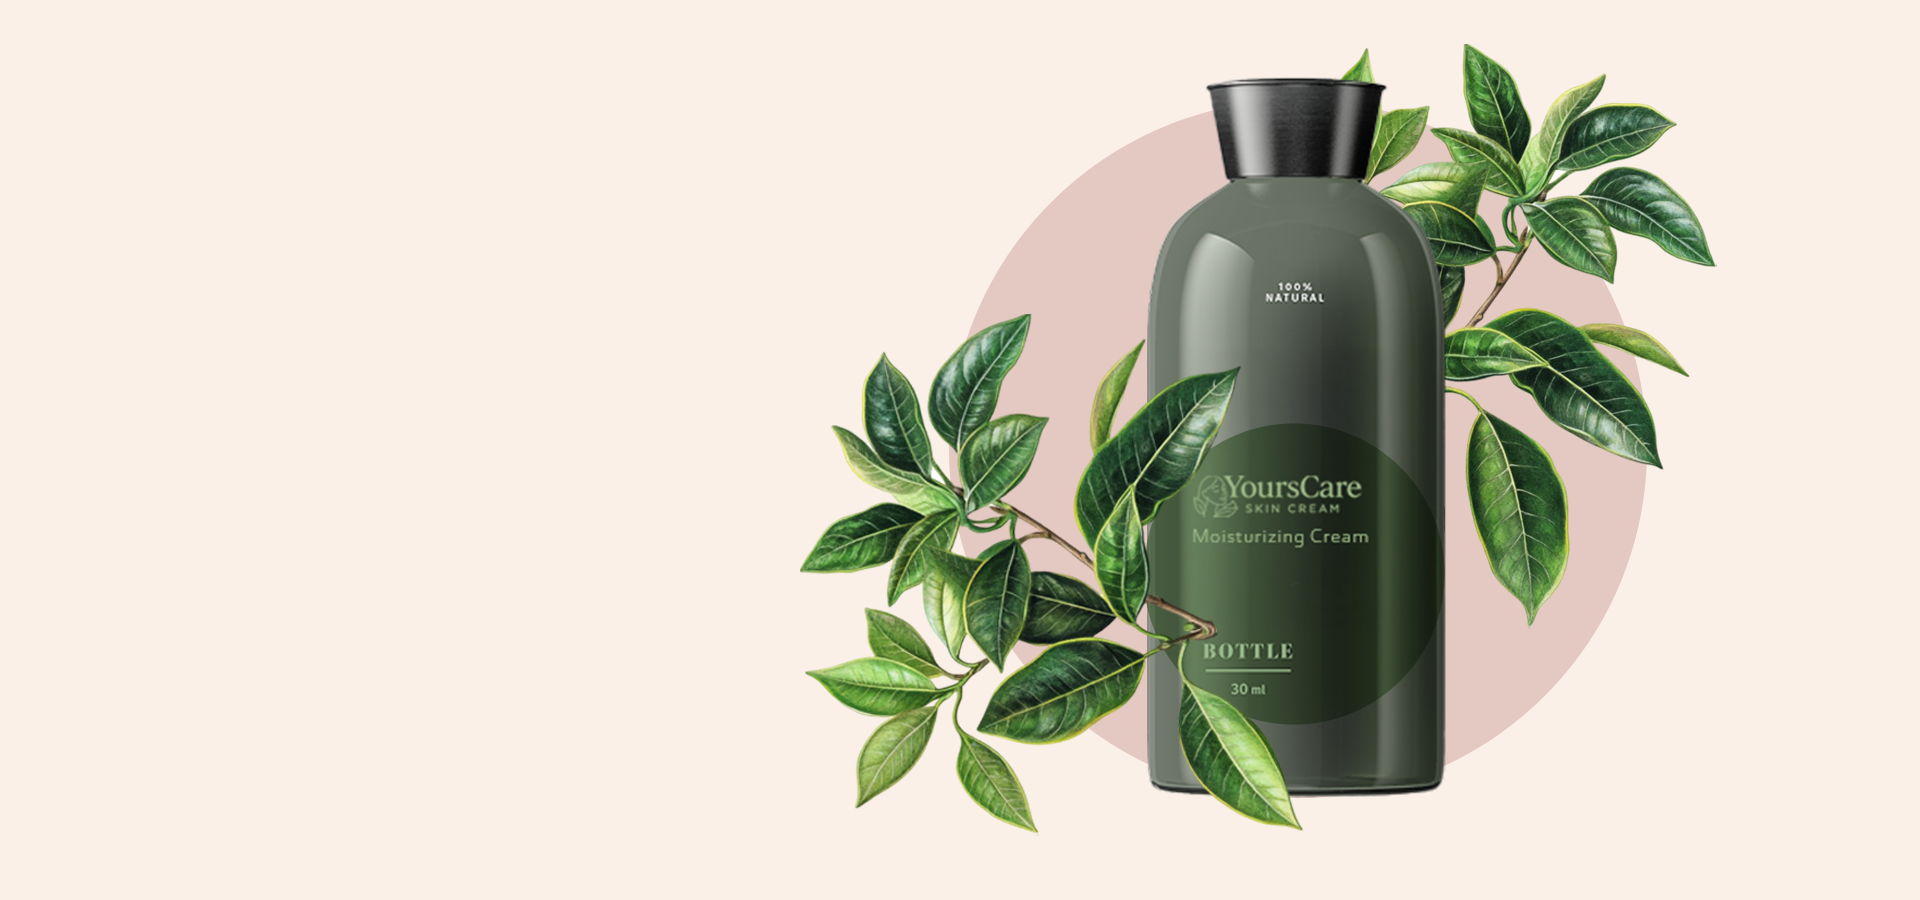 100%
NATURAL
YoursCare
SKIN CREAM
Moisturizing Cream
BOTTLE
30 ml